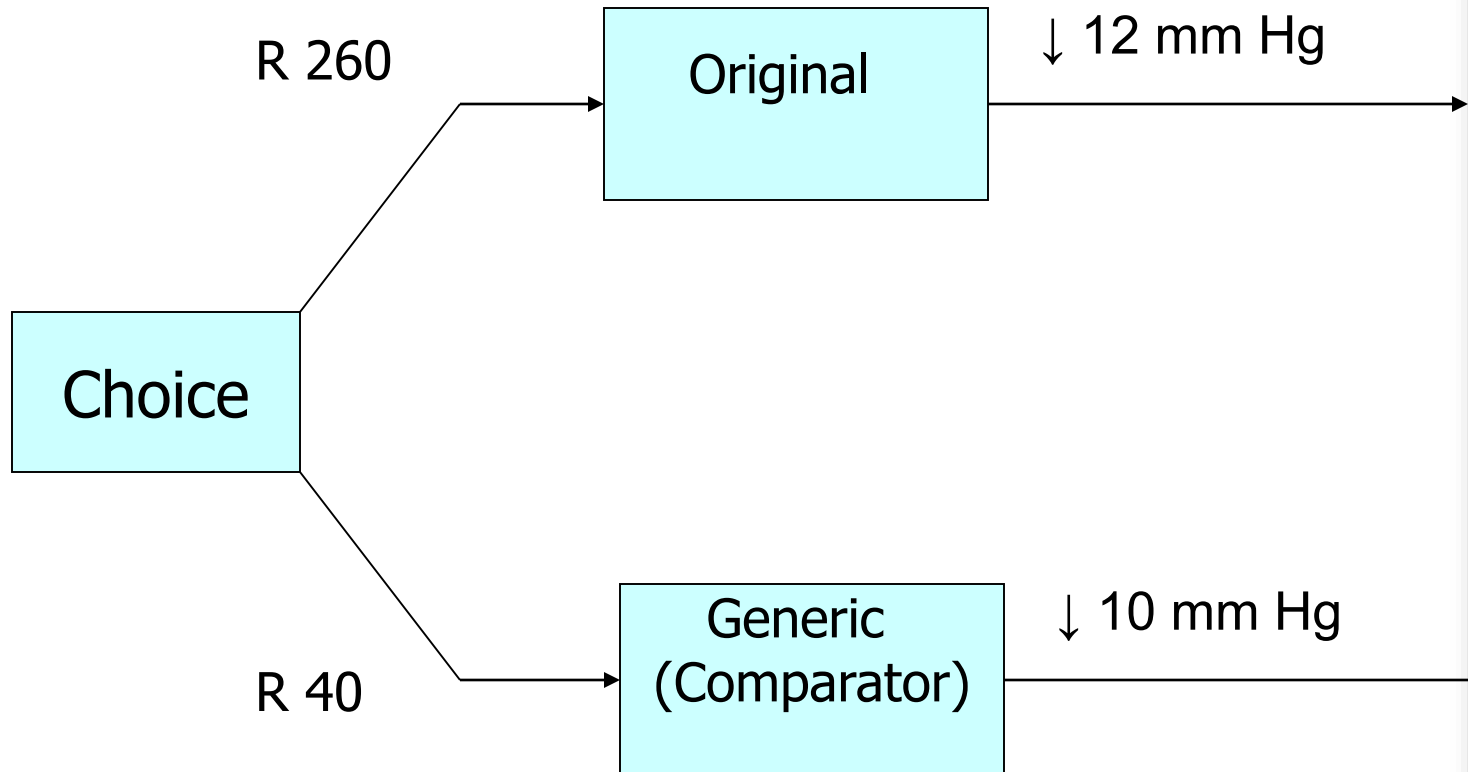 R 260
Original
↓ 12 mm Hg
Choice
R 40
Generic
(Comparator)
↓ 10 mm Hg